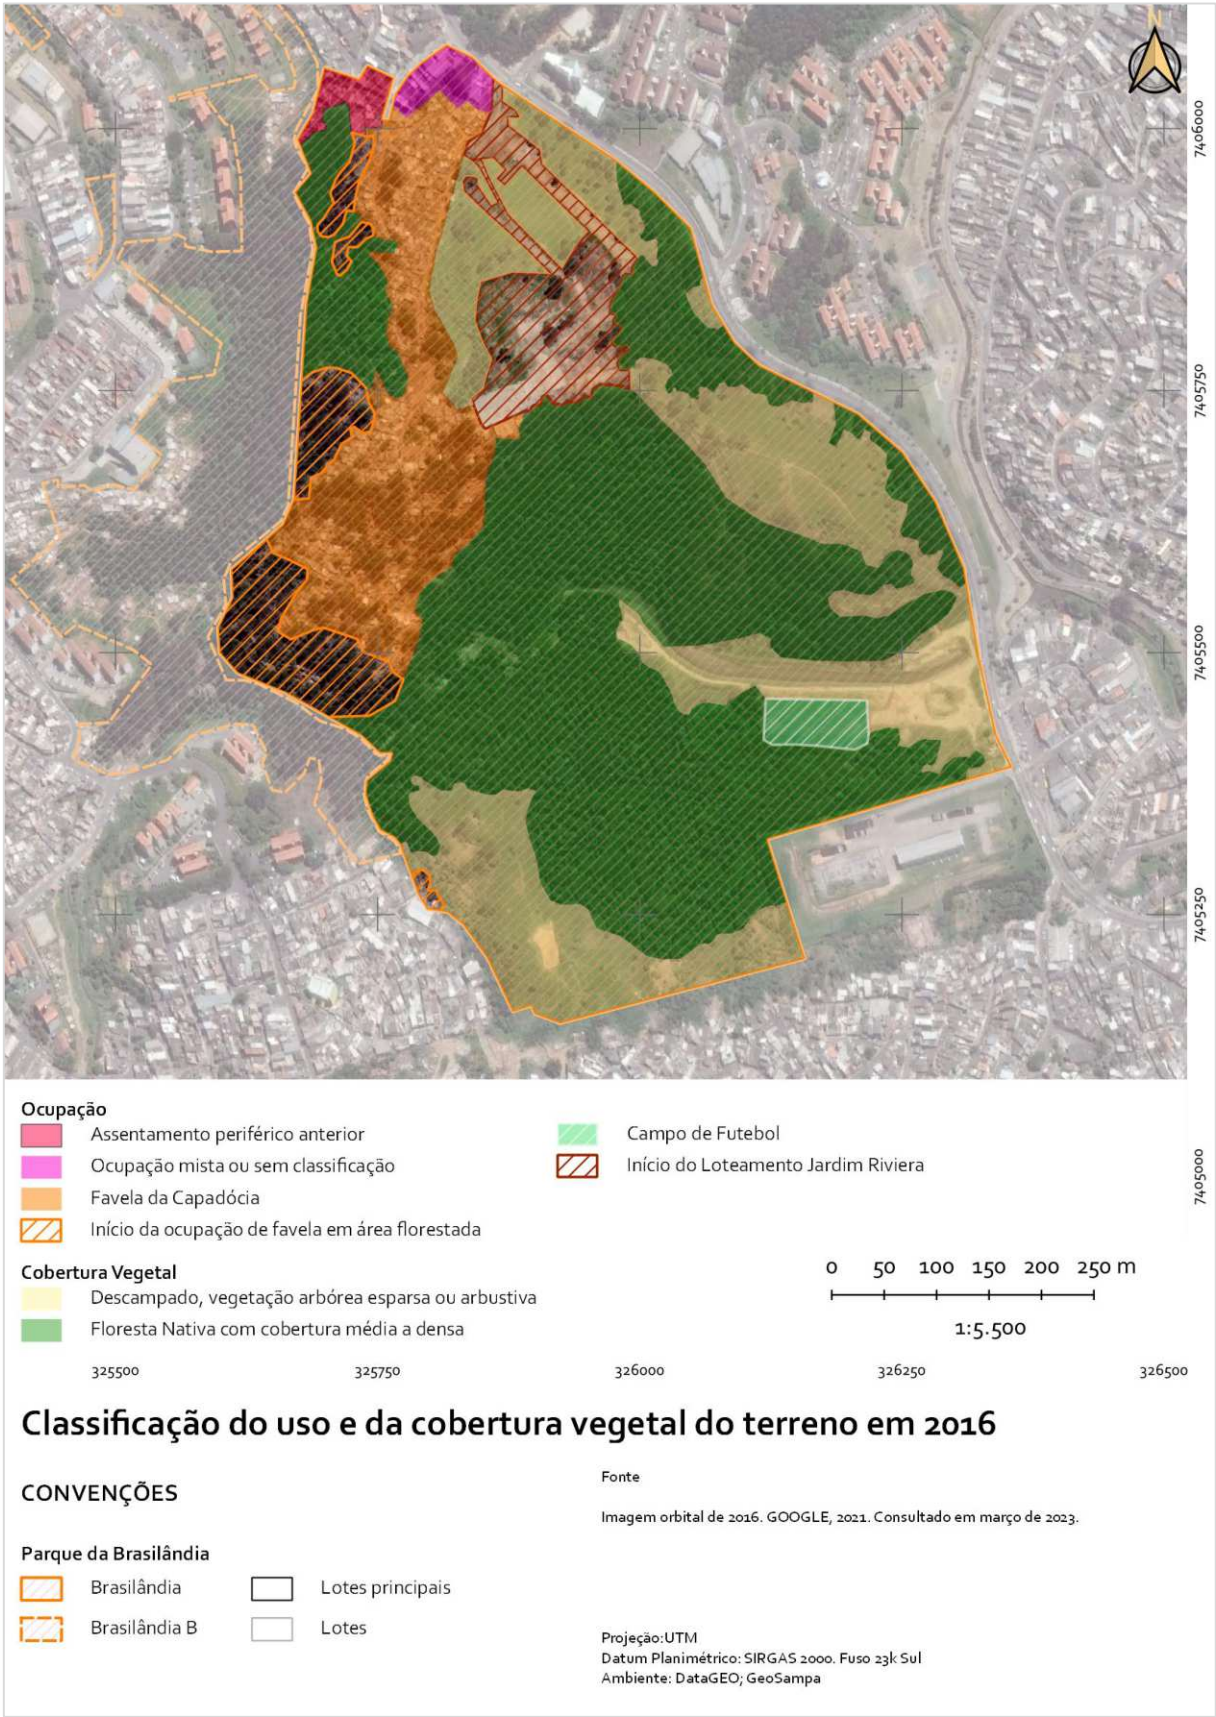 N
7406000
7405750
7405500
7405250
7405000
Ocupação
Assentamento periférico anterior
Ocupação mista ou sem classificação
Favela da Capadócia
Início da ocupação de favela em área florestada
Campo de Futebol
Início do Loteamento Jardim Riviera
Cobertura Vegetal
Descampado, vegetação arbórea esparsa ou arbustiva
Floresta Nativa com cobertura média a densa
0 50 100 150 200 250 m
1:5.500
325500 325750 326000 326250 326500
Classificação do uso e da cobertura vegetal do terreno em 2016
CONVENÇÕES
Parque da Brasilândia
Brasilândia
Brasilândia B
Lotes principais
Lotes
Fonte
Imagem orbital de 2016. GOOGLE, 2021. Consultado em março de 2023.
Projeção:UTM
Datum Planimétrico: SIRGAS 2000. Fuso 23k Sul
Ambiente: DataGEO; GeoSampa